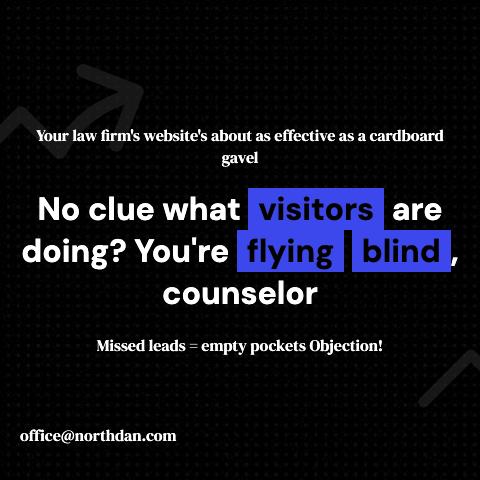 Your law firm's website's about as effective as a cardboard
gavel
No clue what visitors are
doing? You're flying blind,
counselor
Missed leads = empty pockets Objection!
office@northdan.com